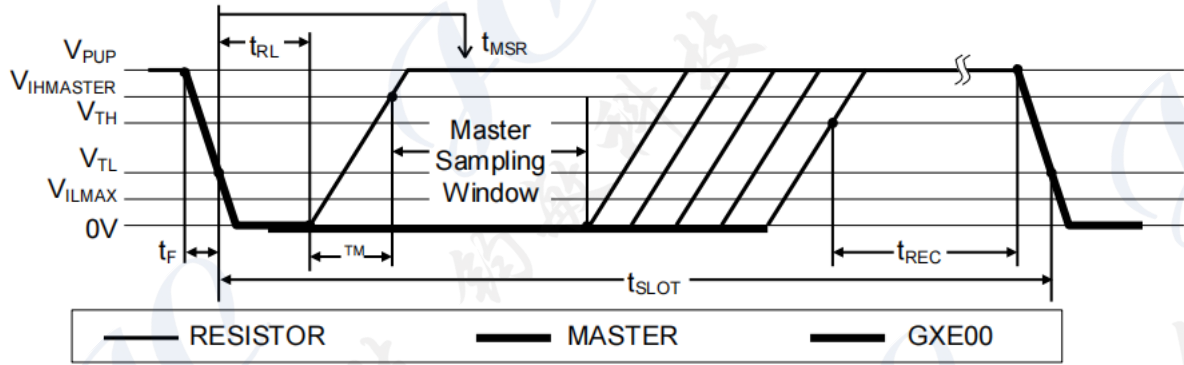 tRL
tMSR
VPUP
VIHMASTER
VTH
VTL
VILMAX
0V
Master
Sampling
Window
tF
TM
tREC
tSLOT
RESISTOR MASTER GXE00